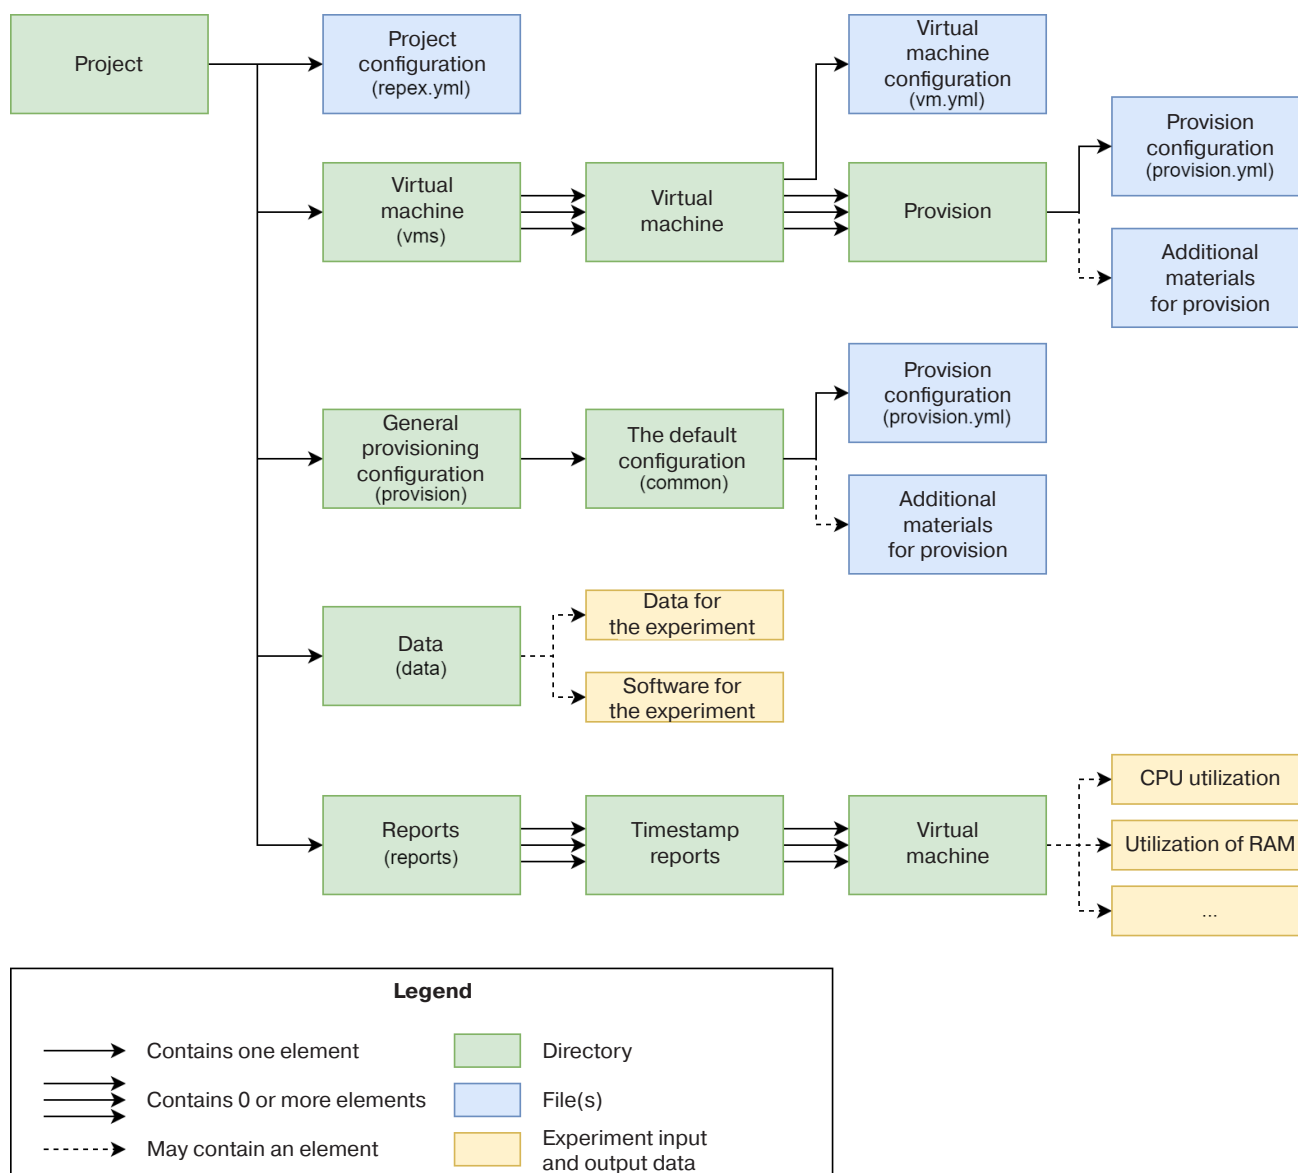 Project
Project
configuration
(repex.yml)
Virtual
machine
configuration
(vm.yml)
Provision
configuration
(provision.yml)
Virtual
machine
(vms)
Virtual
machine
Provision
Additional
materials
for provision
Provision
configuration
(provision.yml)
General
provisioning
configuration
(provision)
The default
configuration
(common)
Additional
materials
for provision
Data
(data)
Data for
the experiment
Software for
the experiment
Reports
(reports)
Timestamp
reports
Virtual
machine
CPU utilization
Utilization of RAM
...
Legend
Contains one element
Directory
Contains 0 or more elements
File(s)
May contain an element
Experiment input
and output data